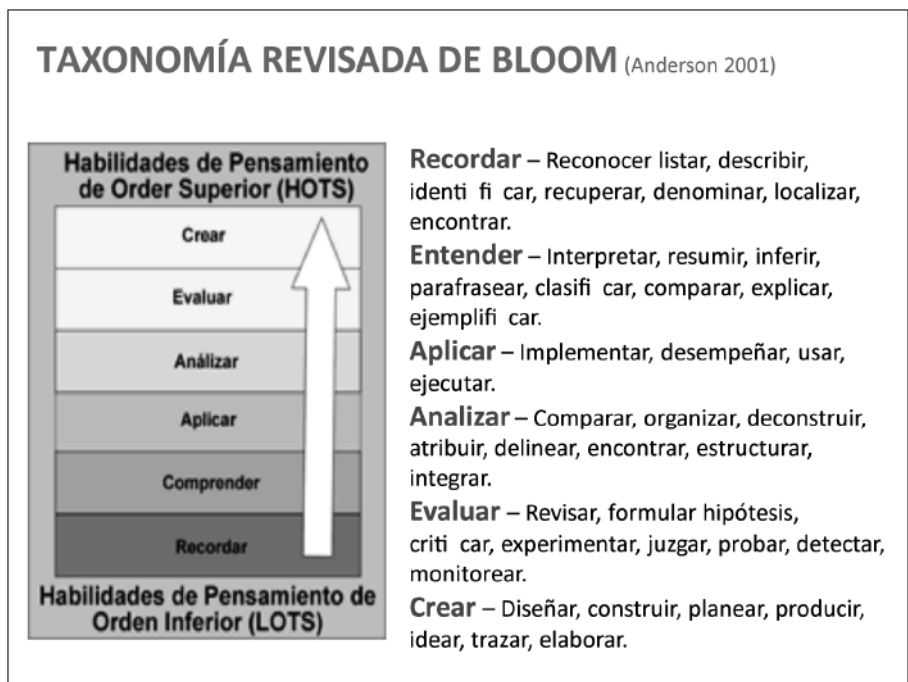 TAXONOMÍA REVISADA DE BLOOM (Anderson 2001)
Habilidades de Pensamiento
de Order Superior (HOTS)
Crear
Evaluar
Análizar
Aplicar
Comprender
Recordar
Habilidades de Pensamiento de
Orden Inferior (LOTS)
Recordar – Reconocer listar, describir,
identi fi car, recuperar, denominar, localizar,
encontrar.
Entender – Interpretar, resumir, inferir,
parafrasear, clasifi car, comparar, explicar,
ejemplifi car.
Aplicar – Implementar, desempeñar, usar,
ejecutar.
Analizar – Comparar, organizar, deconstruir,
atribuir, delinear, encontrar, estructurar,
integrar.
Evaluar – Revisar, formular hipótesis,
criti car, experimentar, juzgar, probar, detectar,
monitorear.
Crear – Diseñar, construir, planear, producir,
idear, trazar, elaborar.